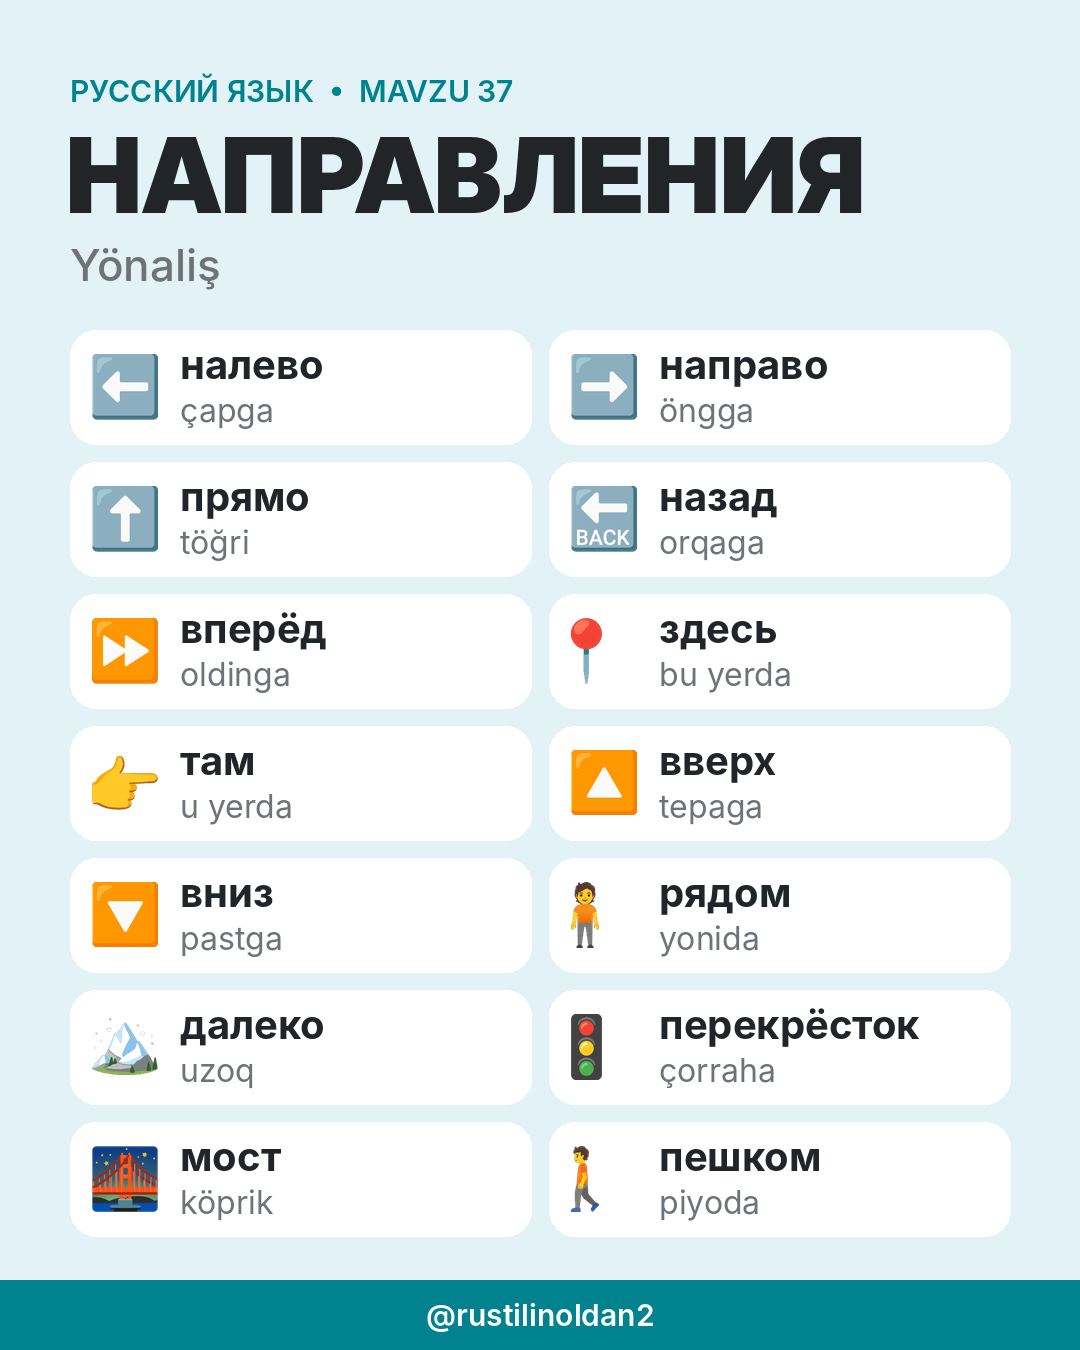 РУССКИЙ ЯЗЫК • MAVZU 37
НАПРАВЛЕНИЯ
Yönaliş
налево
çapga
направо
öngga
прямо
töğri
BACK
назад
orqaga
вперёд
oldinga
здесь
bu yerda
там
u yerda
вверх
tepaga
вниз
pastga
рядом
yonida
далеко
uzoq
перекрёсток
çorraha
мост
köprik
пешком
piyoda
@rustilinoldan2